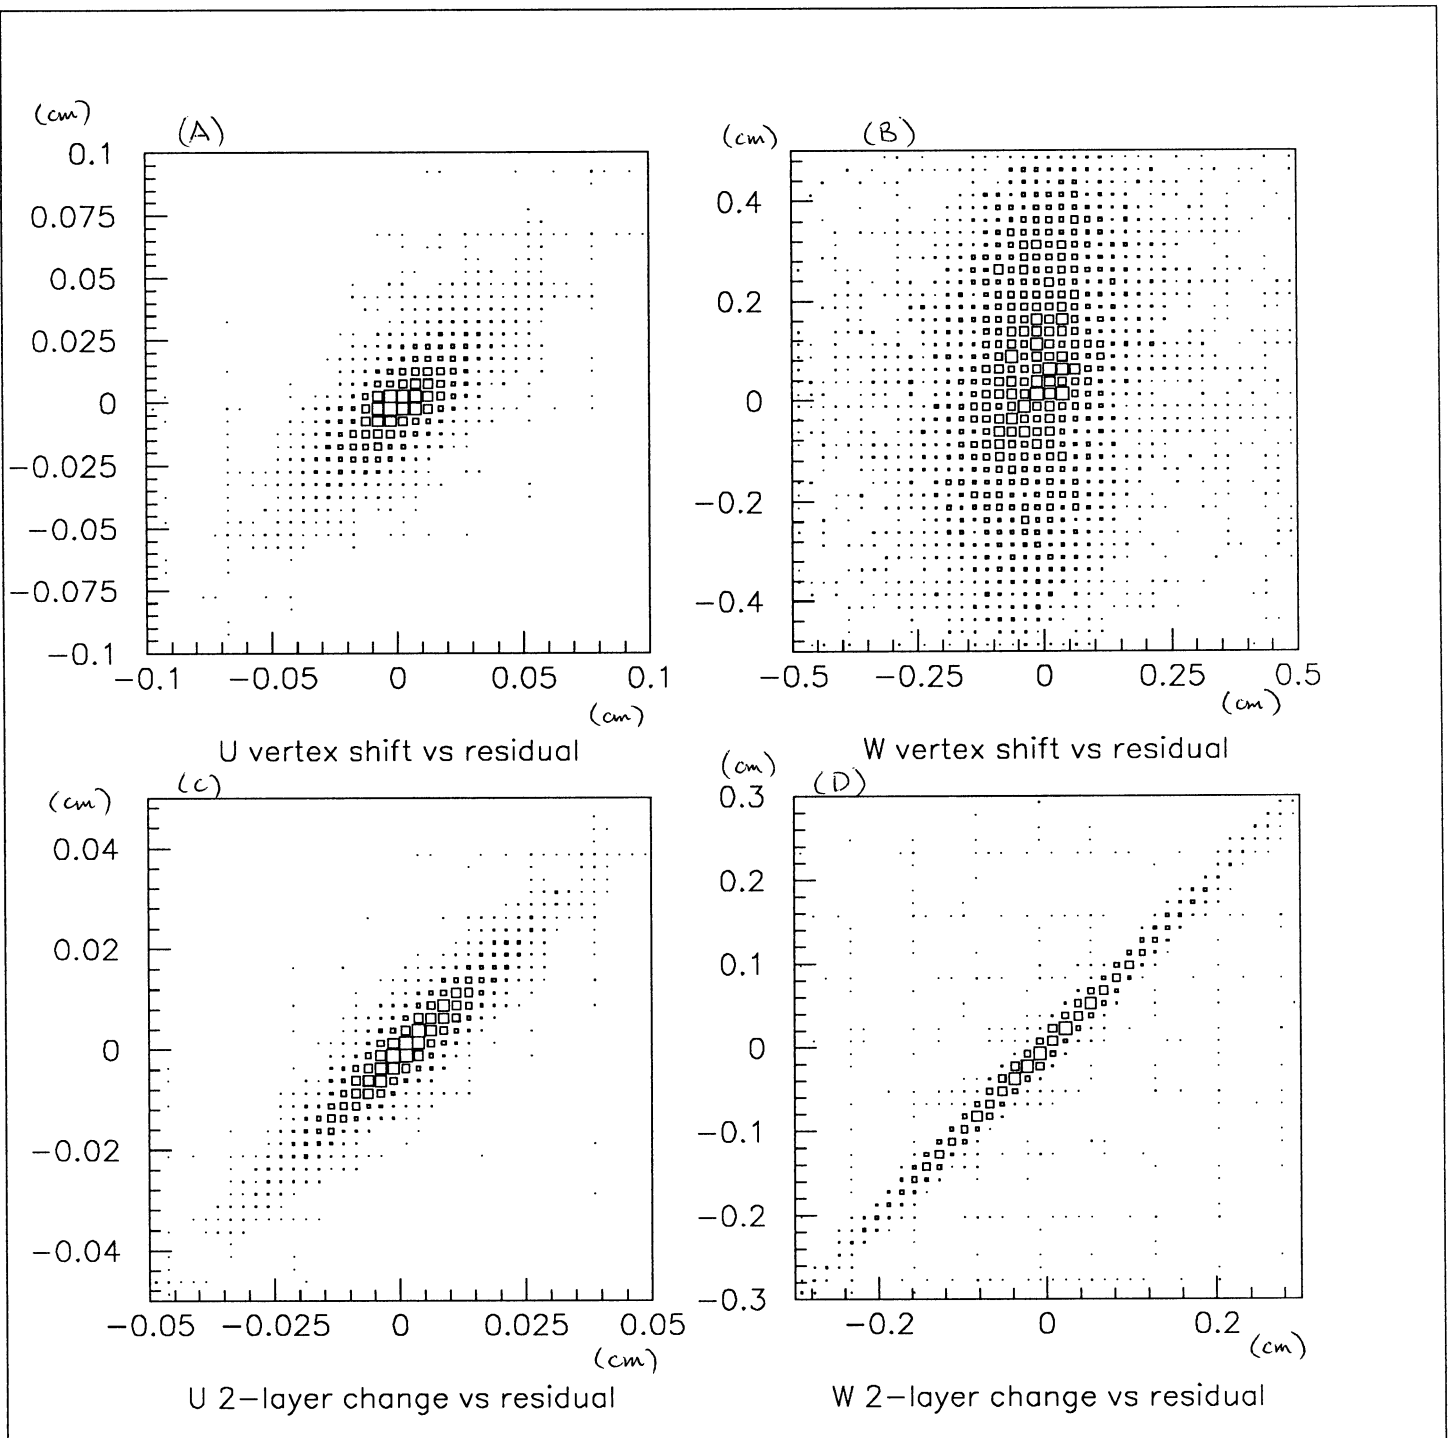 (cm) (A)
0.1
0.075
0.05
0.025
0
−0.025
−0.05
−0.075
−0.1
−0.1 −0.05 0 0.05 0.1
(cm)
U vertex shift vs residual
(cm) (B)
0.4
0.2
0
−0.2
−0.4
−0.5 −0.25 0 0.25 0.5
(cm)
W vertex shift vs residual
(cm) (C)
0.04
0.02
0
−0.02
−0.04
−0.05 −0.025 0 0.025 0.05
(cm)
U 2−layer change vs residual
(cm) (D)
0.3
0.2
0.1
0
−0.1
−0.2
−0.3
−0.2 0 0.2
(cm)
W 2−layer change vs residual